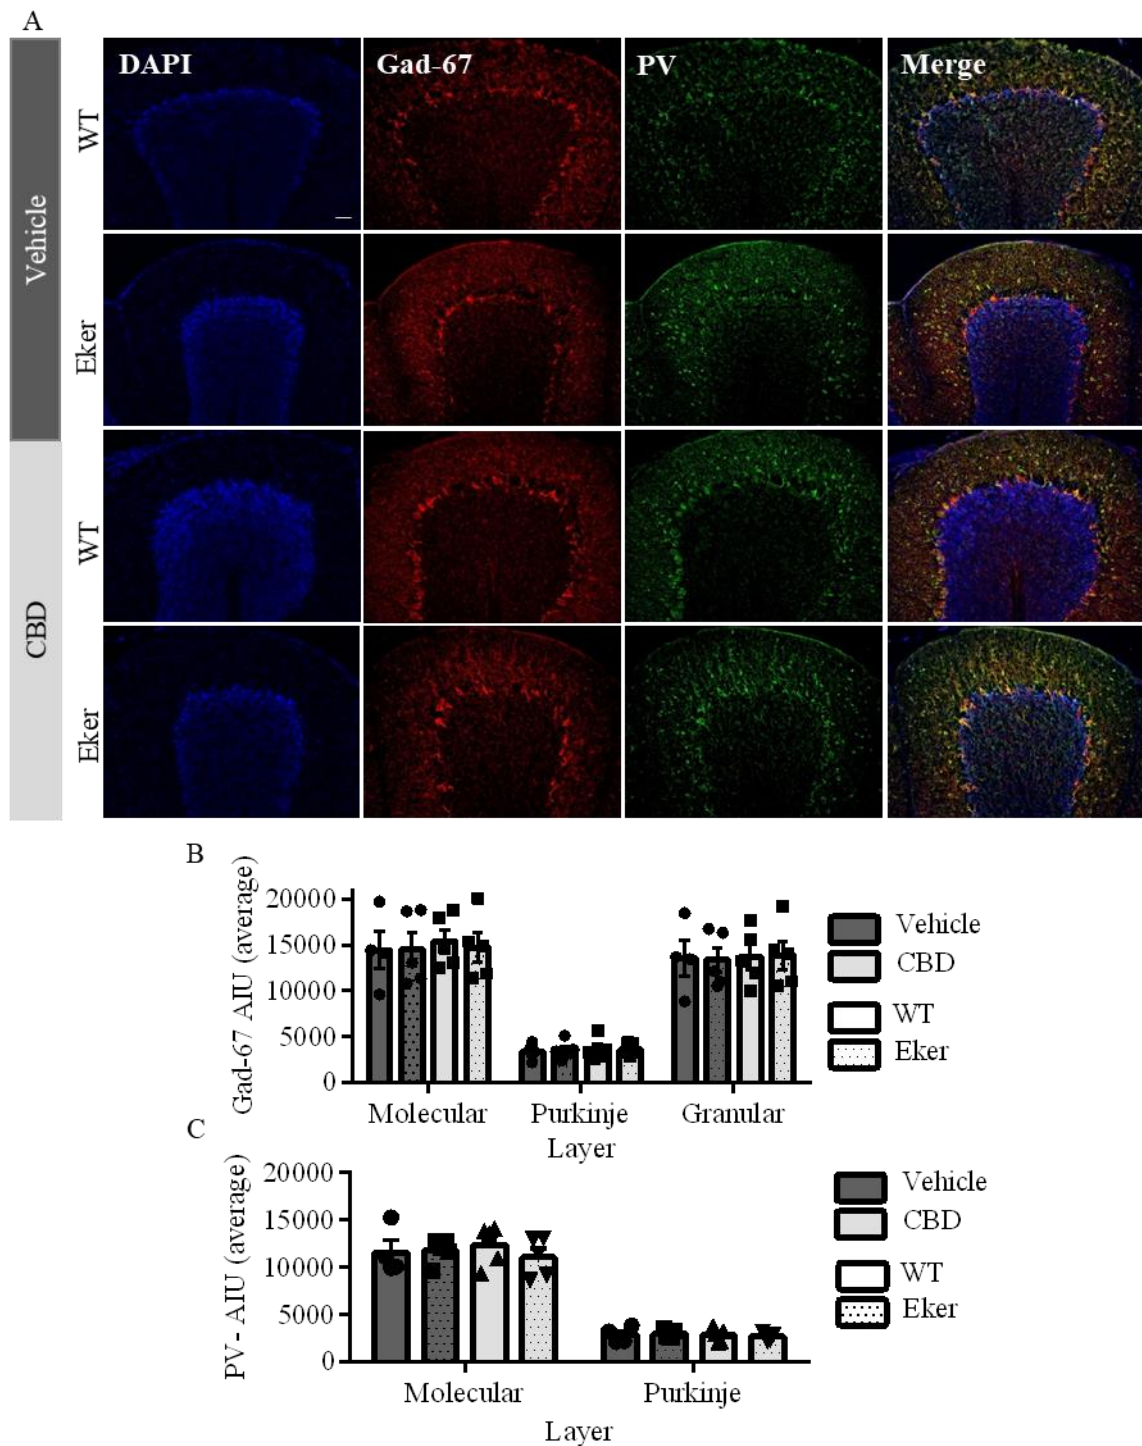 A
DAPI Gad-67 PV Merge
Vehicle
WT
Eker
CBD
WT
Eker
B
Gad-67 AIU (average)
20000
15000
10000
5000
0
Molecular Purkinje Granular
Layer
Vehicle
CBD
WT
Eker
C
PV- AIU (average)
20000
15000
10000
5000
0
Molecular Purkinje
Layer
Vehicle
CBD
WT
Eker